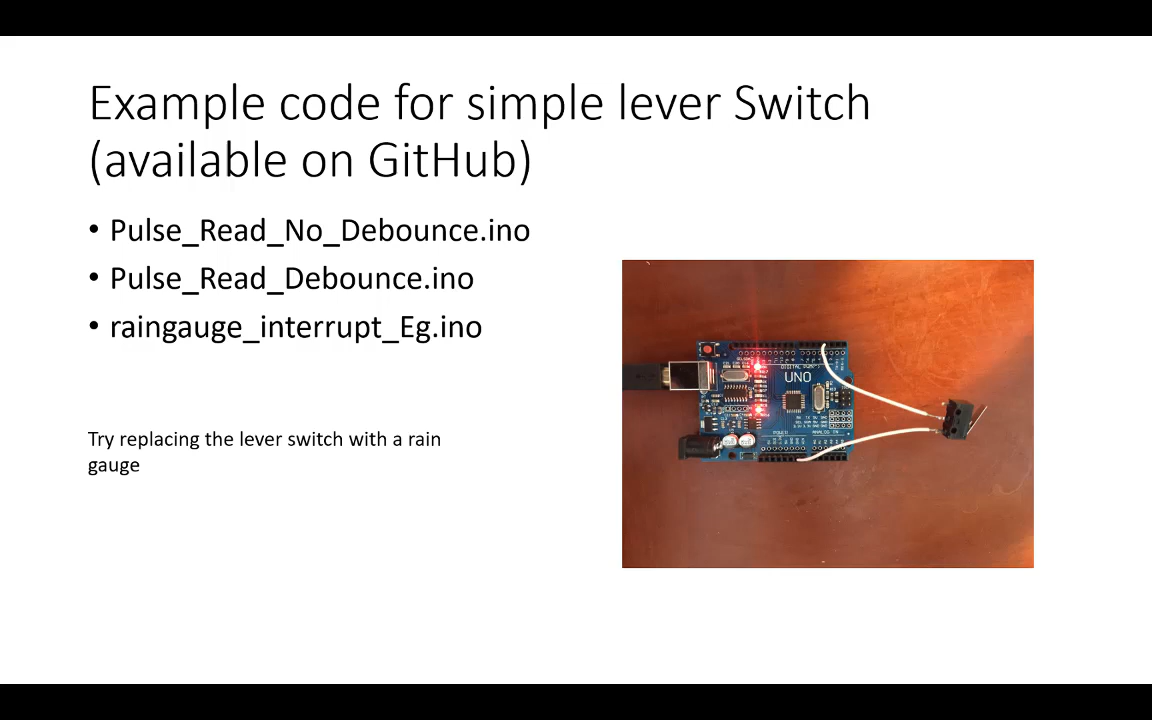 Example code for simple lever Switch
(available on GitHub)
• Pulse_Read_No_Debounce.ino
• Pulse_Read_Debounce.ino
• raingauge_interrupt_Eg.ino
Try replacing the lever switch with a rain
gauge
UNO